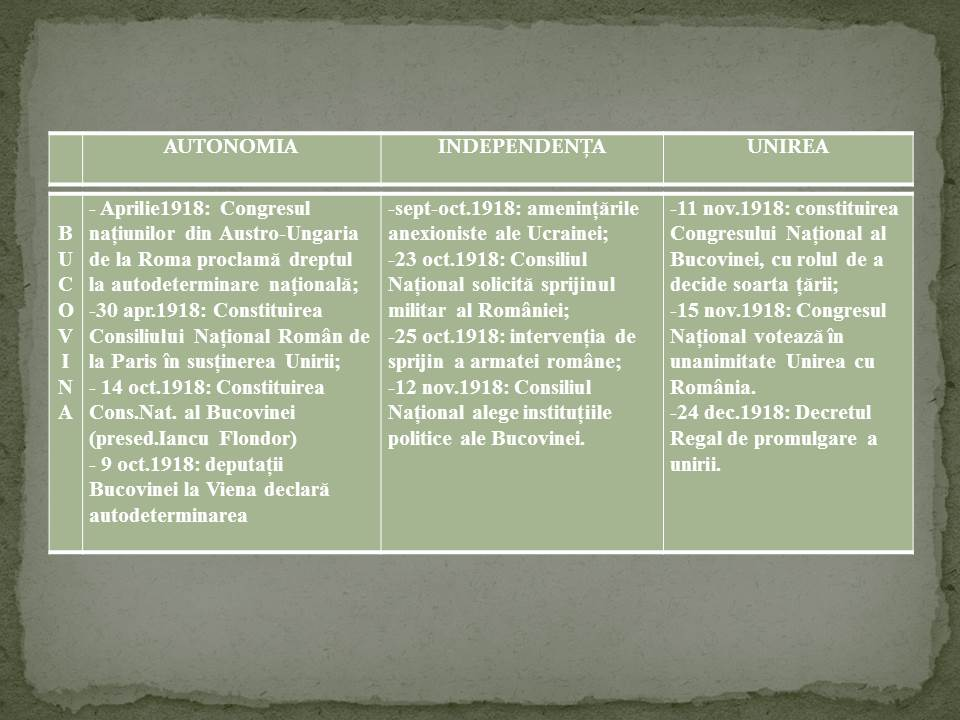 AUTONOMIA
INDEPENDENȚA
UNIREA
B
U
C
O
V
I
N
A
- Aprilie1918: Congresul
națiunilor din Austro-Ungaria
de la Roma proclamă dreptul
la autodeterminare națională;
-30 apr.1918: Constituirea
Consiliului Național Român de
la Paris în susținerea Unirii;
- 14 oct.1918: Constituirea
Cons.Nat. al Bucovinei
(presed.Iancu Flondor)
- 9 oct.1918: deputații
Bucovinei la Viena declară
autodeterminarea
-sept-oct.1918: amenințările
anexioniste ale Ucrainei;
-23 oct.1918: Consiliul
Național solicită sprijinul
militar al României;
-25 oct.1918: intervenția de
sprijin a armatei române;
-12 nov.1918: Consiliul
Național alege instituțiile
politice ale Bucovinei.
-11 nov.1918: constituirea
Congresului Național al
Bucovinei, cu rolul de a
decide soarta țării;
-15 nov.1918: Congresul
Național votează în
unanimitate Unirea cu
România.
-24 dec.1918: Decretul
Regal de promulgare a
unirii.